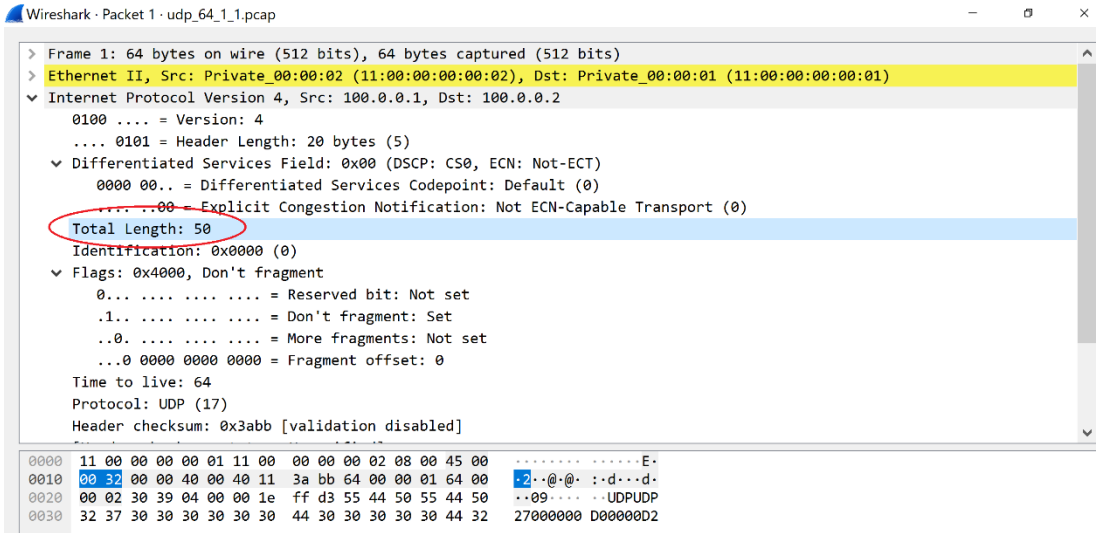 Wireshark · Packet 1 · udp_64_1_1.pcap
Frame 1: 64 bytes on wire (512 bits), 64 bytes captured (512 bits)
Ethernet II, Src: Private_00:00:02 (11:00:00:00:00:02), Dst: Private_00:00:01 (11:00:00:00:00:01)
Internet Protocol Version 4, Src: 100.0.0.1, Dst: 100.0.0.2
0100 .... = Version: 4
.... 0101 = Header Length: 20 bytes (5)
Differentiated Services Field: 0x00 (DSCP: CS0, ECN: Not-ECT)
0000 00.. = Differentiated Services Codepoint: Default (0)
.... ..00 = Explicit Congestion Notification: Not ECN-Capable Transport (0)
Total Length: 50
Identification: 0x0000 (0)
Flags: 0x4000, Don't fragment
0... .... .... .... = Reserved bit: Not set
.1.. .... .... .... = Don't fragment: Set
..0. .... .... .... = More fragments: Not set
...0 0000 0000 0000 = Fragment offset: 0
Time to live: 64
Protocol: UDP (17)
Header checksum: 0x3abb [validation disabled]
0000 11 00 00 00 00 01 11 00 00 00 00 02 08 00 45 00 ········ ······E·
0010 00 32 00 00 40 00 40 11 3a bb 64 00 00 01 64 00 ·2··@·@· :·d···d·
0020 00 02 30 39 04 00 00 1e ff d3 55 44 50 55 44 50 ··09···· ··UDPUDP
0030 32 37 30 30 30 30 30 30 44 30 30 30 30 30 44 32 27000000 D00000D2